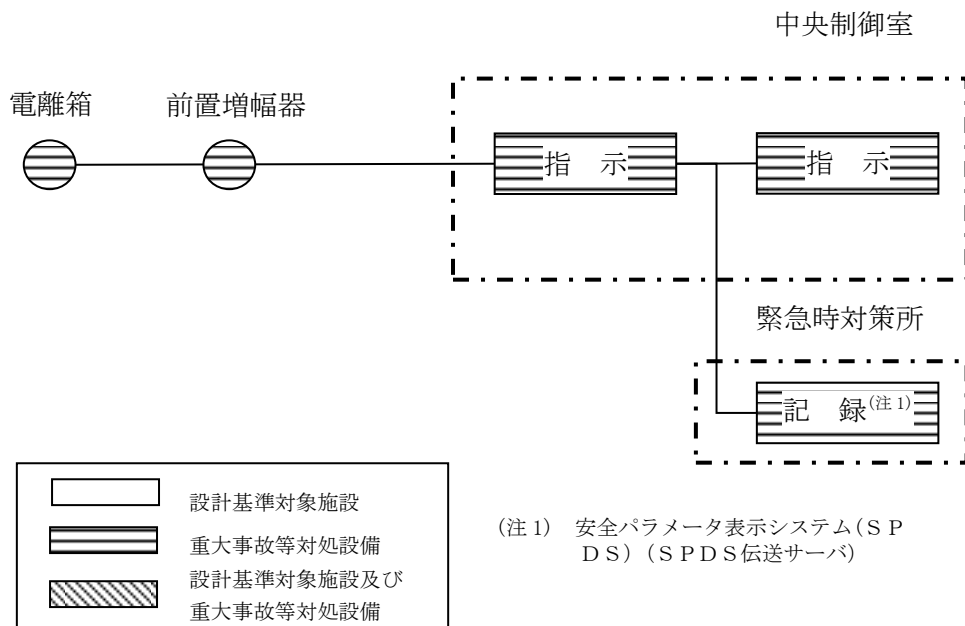 中央制御室
電離箱
前置増幅器
指　示
指　示
緊急時対策所
記　録(注1)
設計基準対象施設
重大事故等対処設備
設計基準対象施設及び
重大事故等対処設備
(注1)　安全パラメータ表示システム(ＳＰ
ＤＳ)（ＳＰＤＳ伝送サーバ）